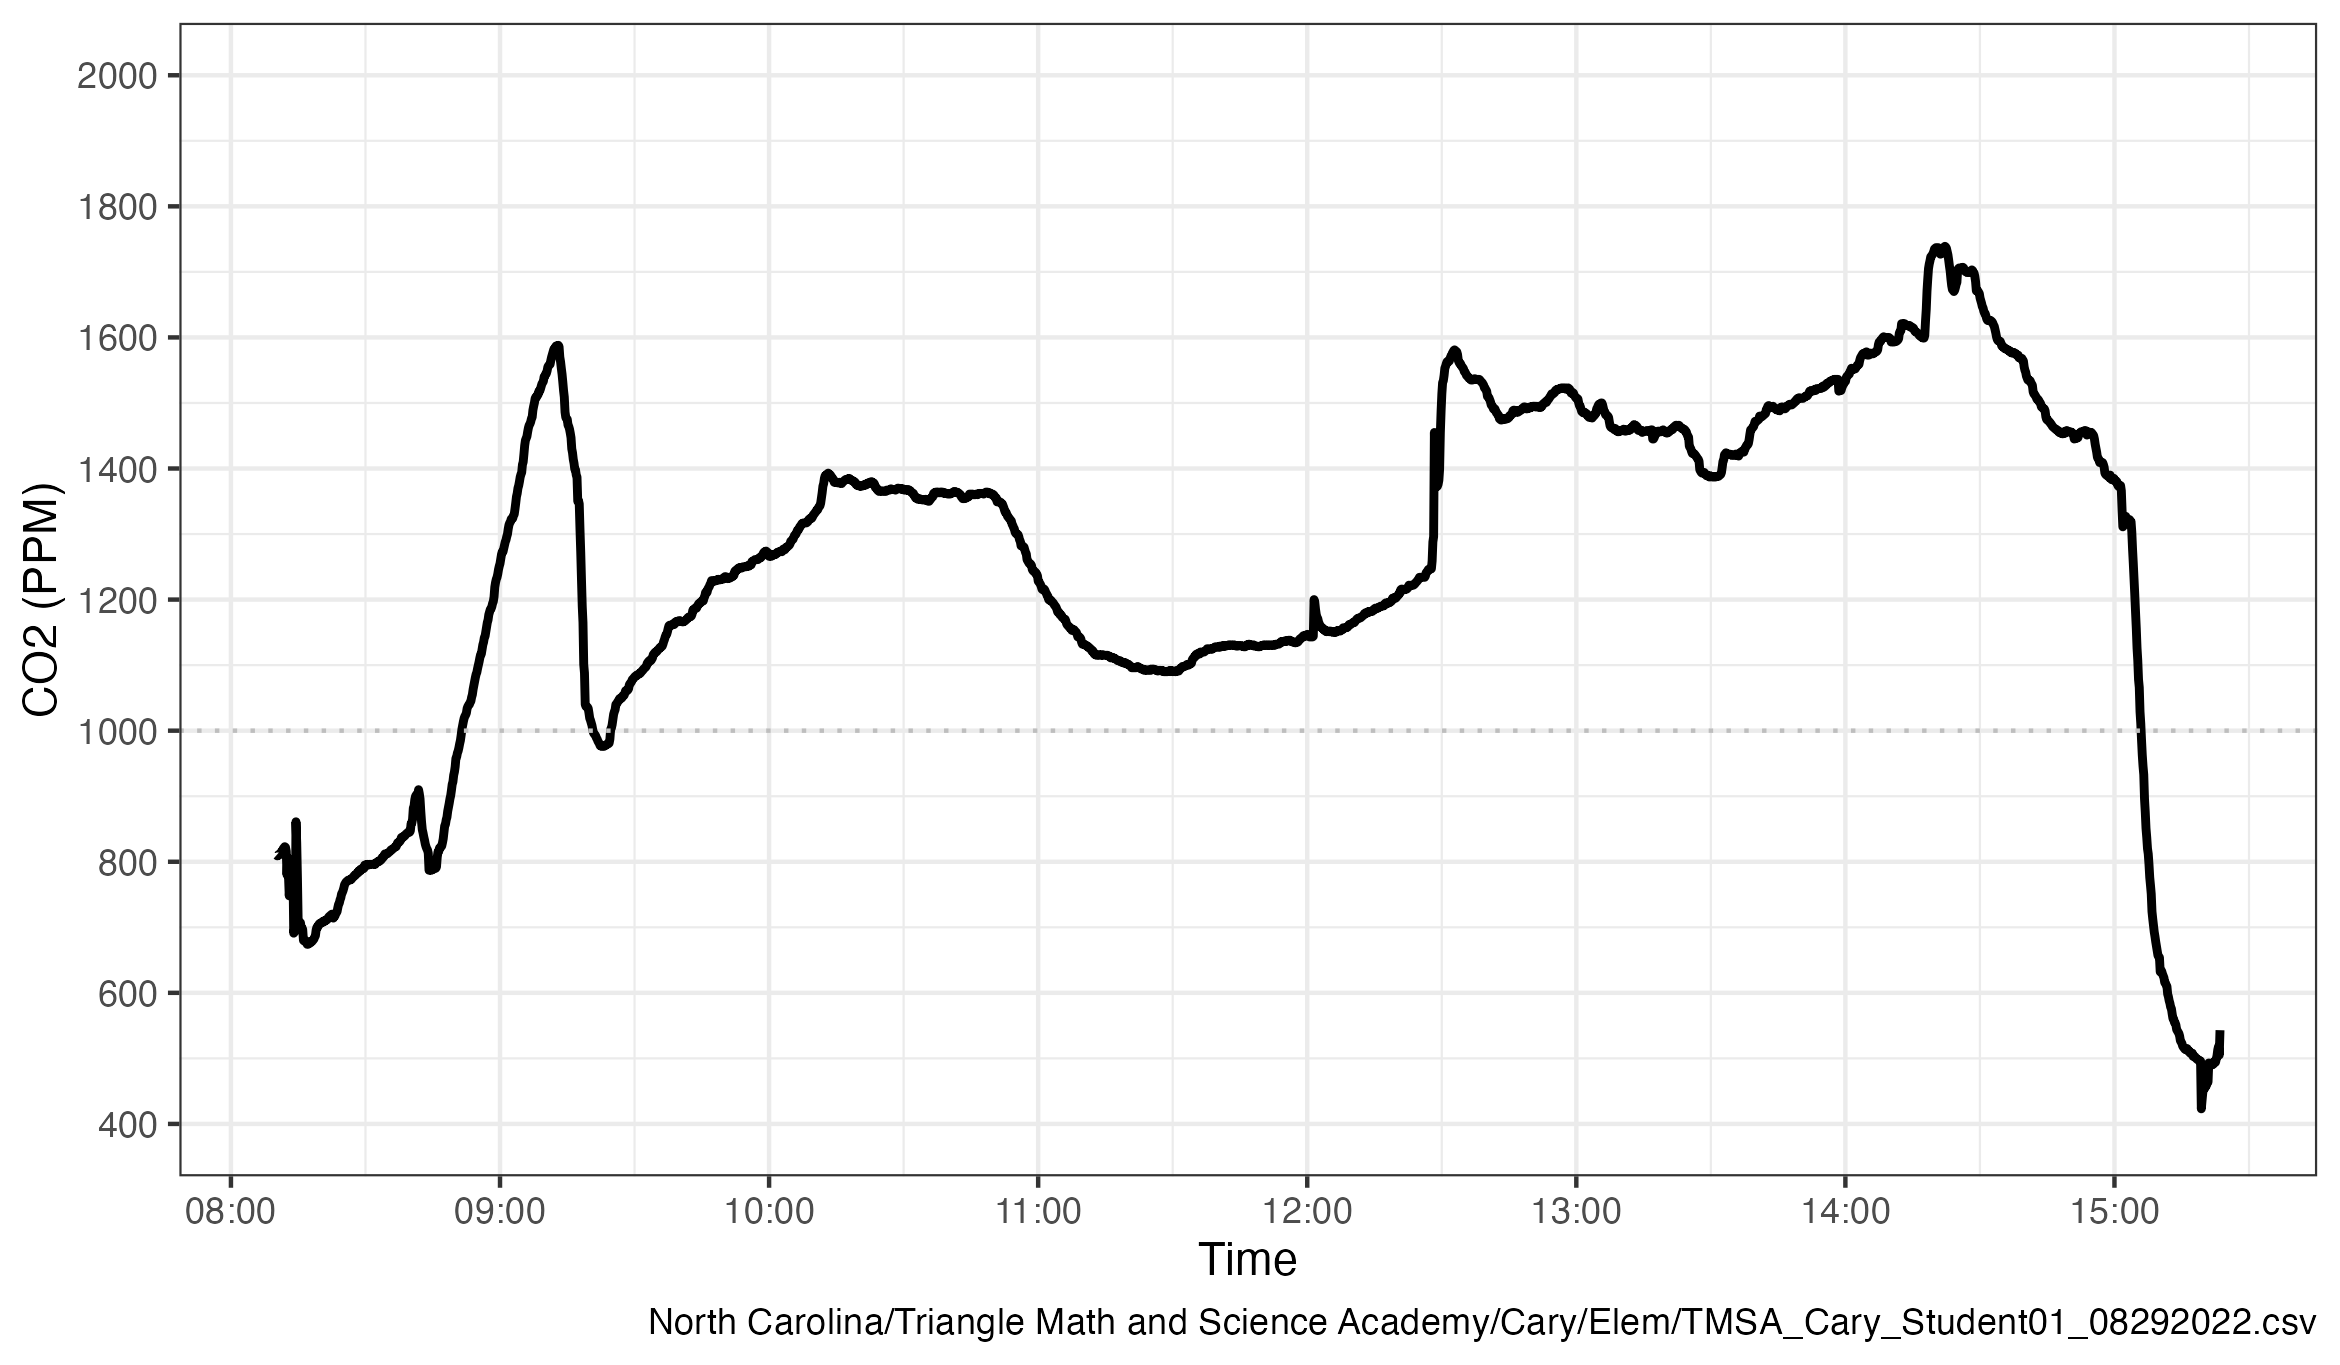 2000
1800
1600
1400
1200
1000
800
600
400
CO2 (PPM)
08:00 09:00 10:00 11:00 12:00 13:00 14:00 15:00
Time
North Carolina/Triangle Math and Science Academy/Cary/Elem/TMSA_Cary_Student01_08292022.csv